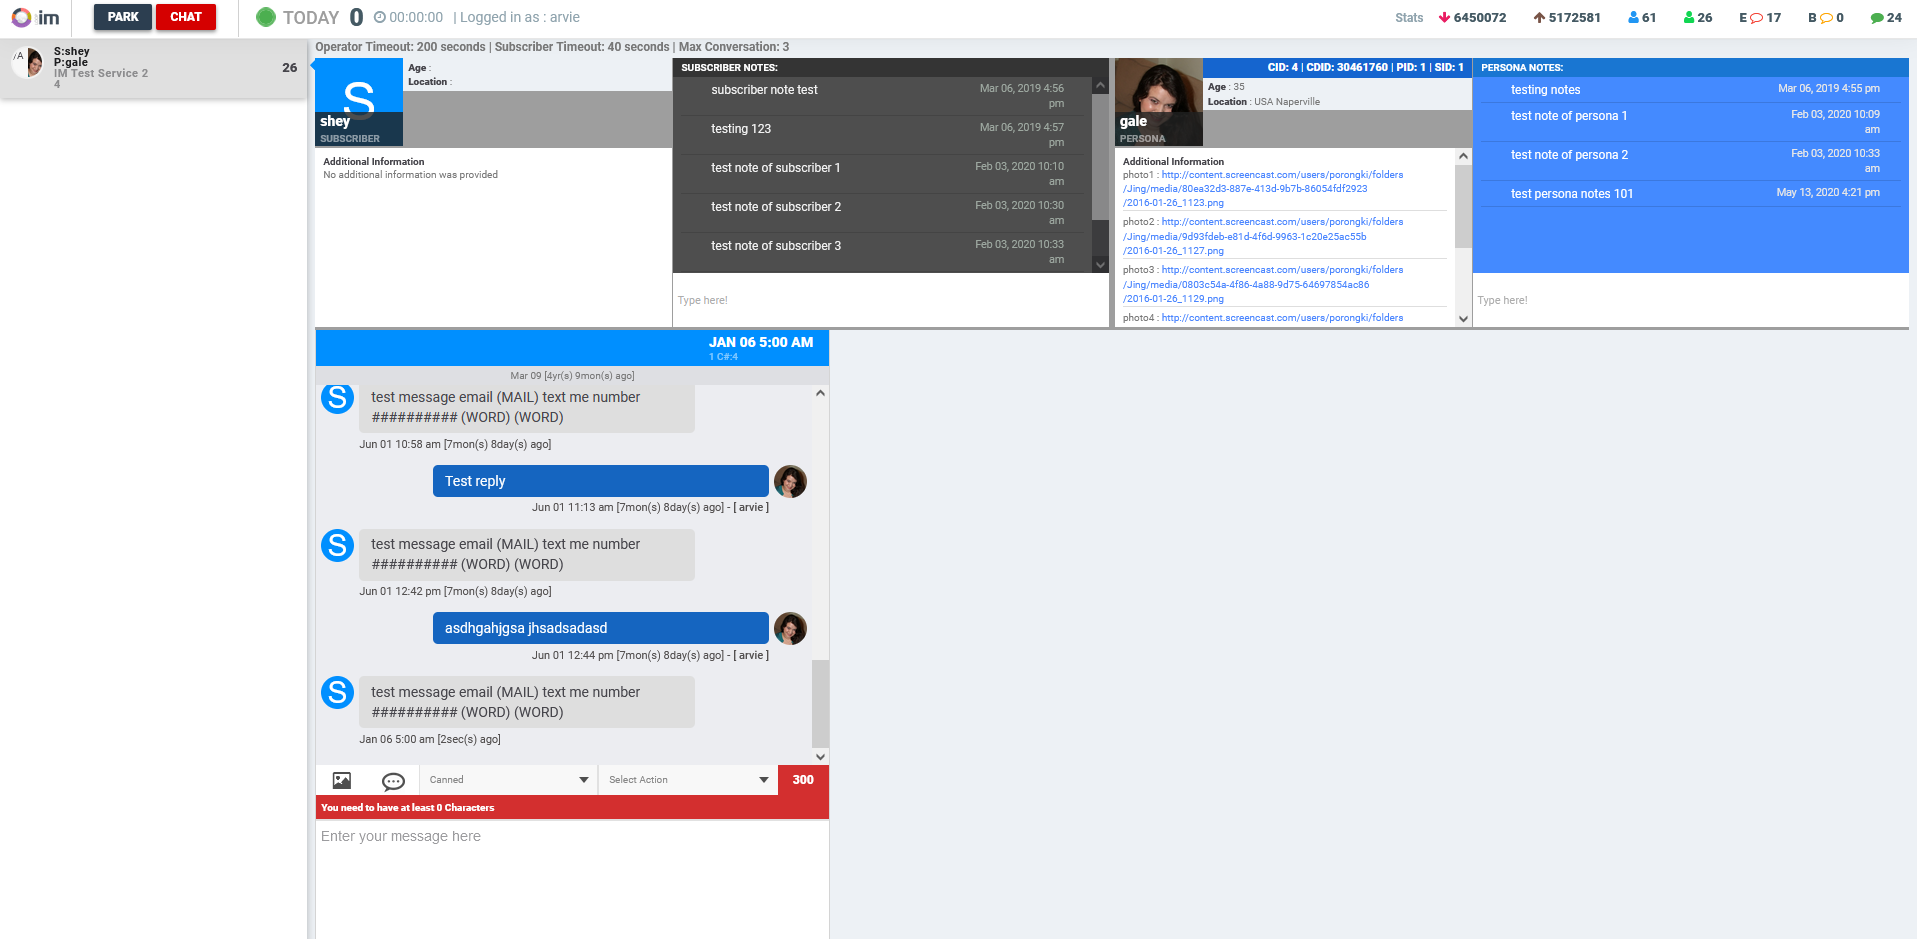 im PARK CHAT TODAY 0 00:00:00 | Logged in as : arvie Stats 6450072 5172581 61 26 E 17 B 0 24
/A S:shey
P:gale
IM Test Service 2
4
26
Operator Timeout: 200 seconds | Subscriber Timeout: 40 seconds | Max Conversation: 3
S
shey
SUBSCRIBER
Age :
Location :
Additional Information
No additional information was provided
SUBSCRIBER NOTES:
subscriber note test Mar 06, 2019 4:56
pm
testing 123 Mar 06, 2019 4:57
pm
test note of subscriber 1 Feb 03, 2020 10:10
am
test note of subscriber 2 Feb 03, 2020 10:30
am
test note of subscriber 3 Feb 03, 2020 10:33
am
Type here!
gale
PERSONA
CID: 4 | CDID: 30461760 | PID: 1 | SID: 1
Age : 35
Location : USA Naperville
Additional Information
photo1 : http://content.screencast.com/users/porongki/folders
/Jing/media/80ea32d3-887e-413d-9b7b-86054fdf2923
/2016-01-26_1123.png
photo2 : http://content.screencast.com/users/porongki/folders
/Jing/media/9d93fdeb-e81d-4f6d-9963-1c20e25ac55b
/2016-01-26_1127.png
photo3 : http://content.screencast.com/users/porongki/folders
/Jing/media/0803c54a-4f86-4a88-9d75-64697854ac86
/2016-01-26_1129.png
photo4 : http://content.screencast.com/users/porongki/folders
PERSONA NOTES:
testing notes Mar 06, 2019 4:55 pm
test note of persona 1 Feb 03, 2020 10:09
am
test note of persona 2 Feb 03, 2020 10:33
am
test persona notes 101 May 13, 2020 4:21 pm
Type here!
JAN 06 5:00 AM
1 C#:4
Mar 09 [4yr(s) 9mon(s) ago]
S
test message email (MAIL) text me number
########## (WORD) (WORD)
Jun 01 10:58 am [7mon(s) 8day(s) ago]
Test reply
Jun 01 11:13 am [7mon(s) 8day(s) ago] - [ arvie ]
S
test message email (MAIL) text me number
########## (WORD) (WORD)
Jun 01 12:42 pm [7mon(s) 8day(s) ago]
asdhgahjgsa jhsadsadasd
Jun 01 12:44 pm [7mon(s) 8day(s) ago] - [ arvie ]
S
test message email (MAIL) text me number
########## (WORD) (WORD)
Jan 06 5:00 am [2sec(s) ago]
Canned Select Action 300
You need to have at least 0 Characters
Enter your message here